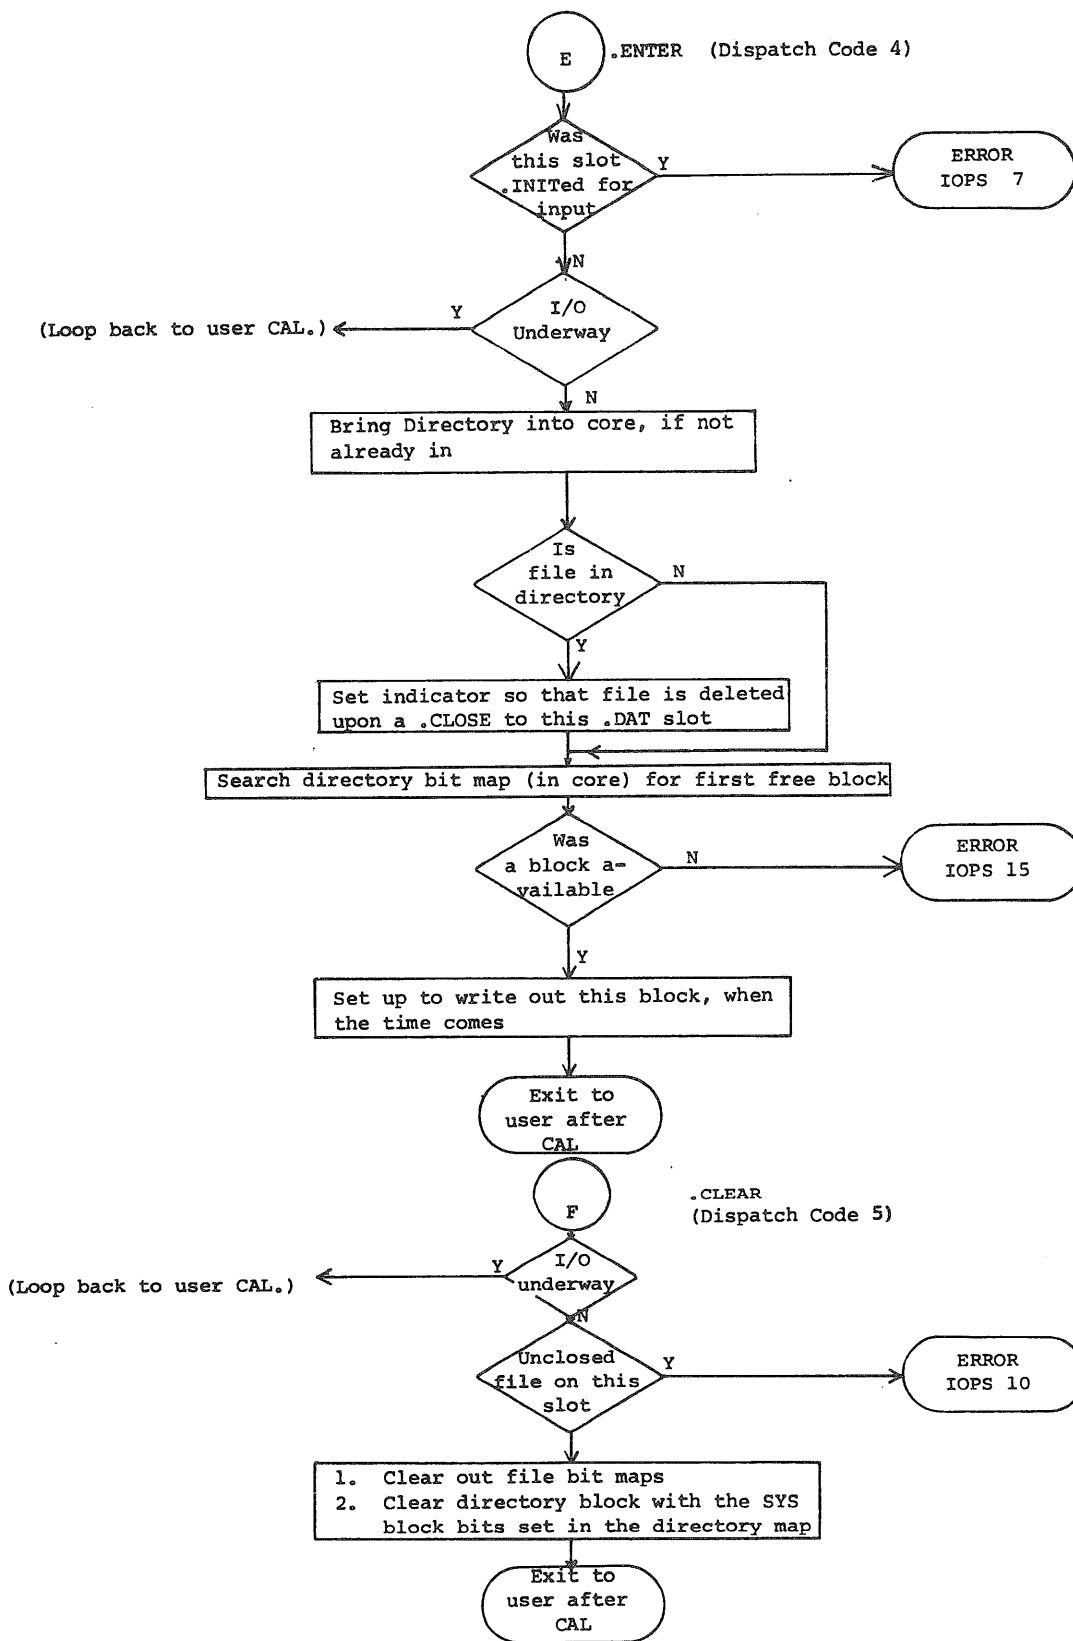 E
.ENTER (Dispatch Code 4)
Was
this slot
.INITed for
input
Y
ERROR
IOPS 7
N
I/O
Underway
Y
(Loop back to user CAL.)
N
Bring Directory into core, if not
already in
Is
file in
directory
N
Y
Set indicator so that file is deleted
upon a .CLOSE to this .DAT slot
Search directory bit map (in core) for first free block
Was
a block a-
vailable
N
ERROR
IOPS 15
Y
Set up to write out this block, when
the time comes
Exit to
user after
CAL
F
.CLEAR
(Dispatch Code 5)
I/O
underway
Y
(Loop back to user CAL.)
N
Unclosed
file on this
slot
Y
ERROR
IOPS 10
1. Clear out file bit maps
2. Clear directory block with the SYS
block bits set in the directory map
Exit to
user after
CAL